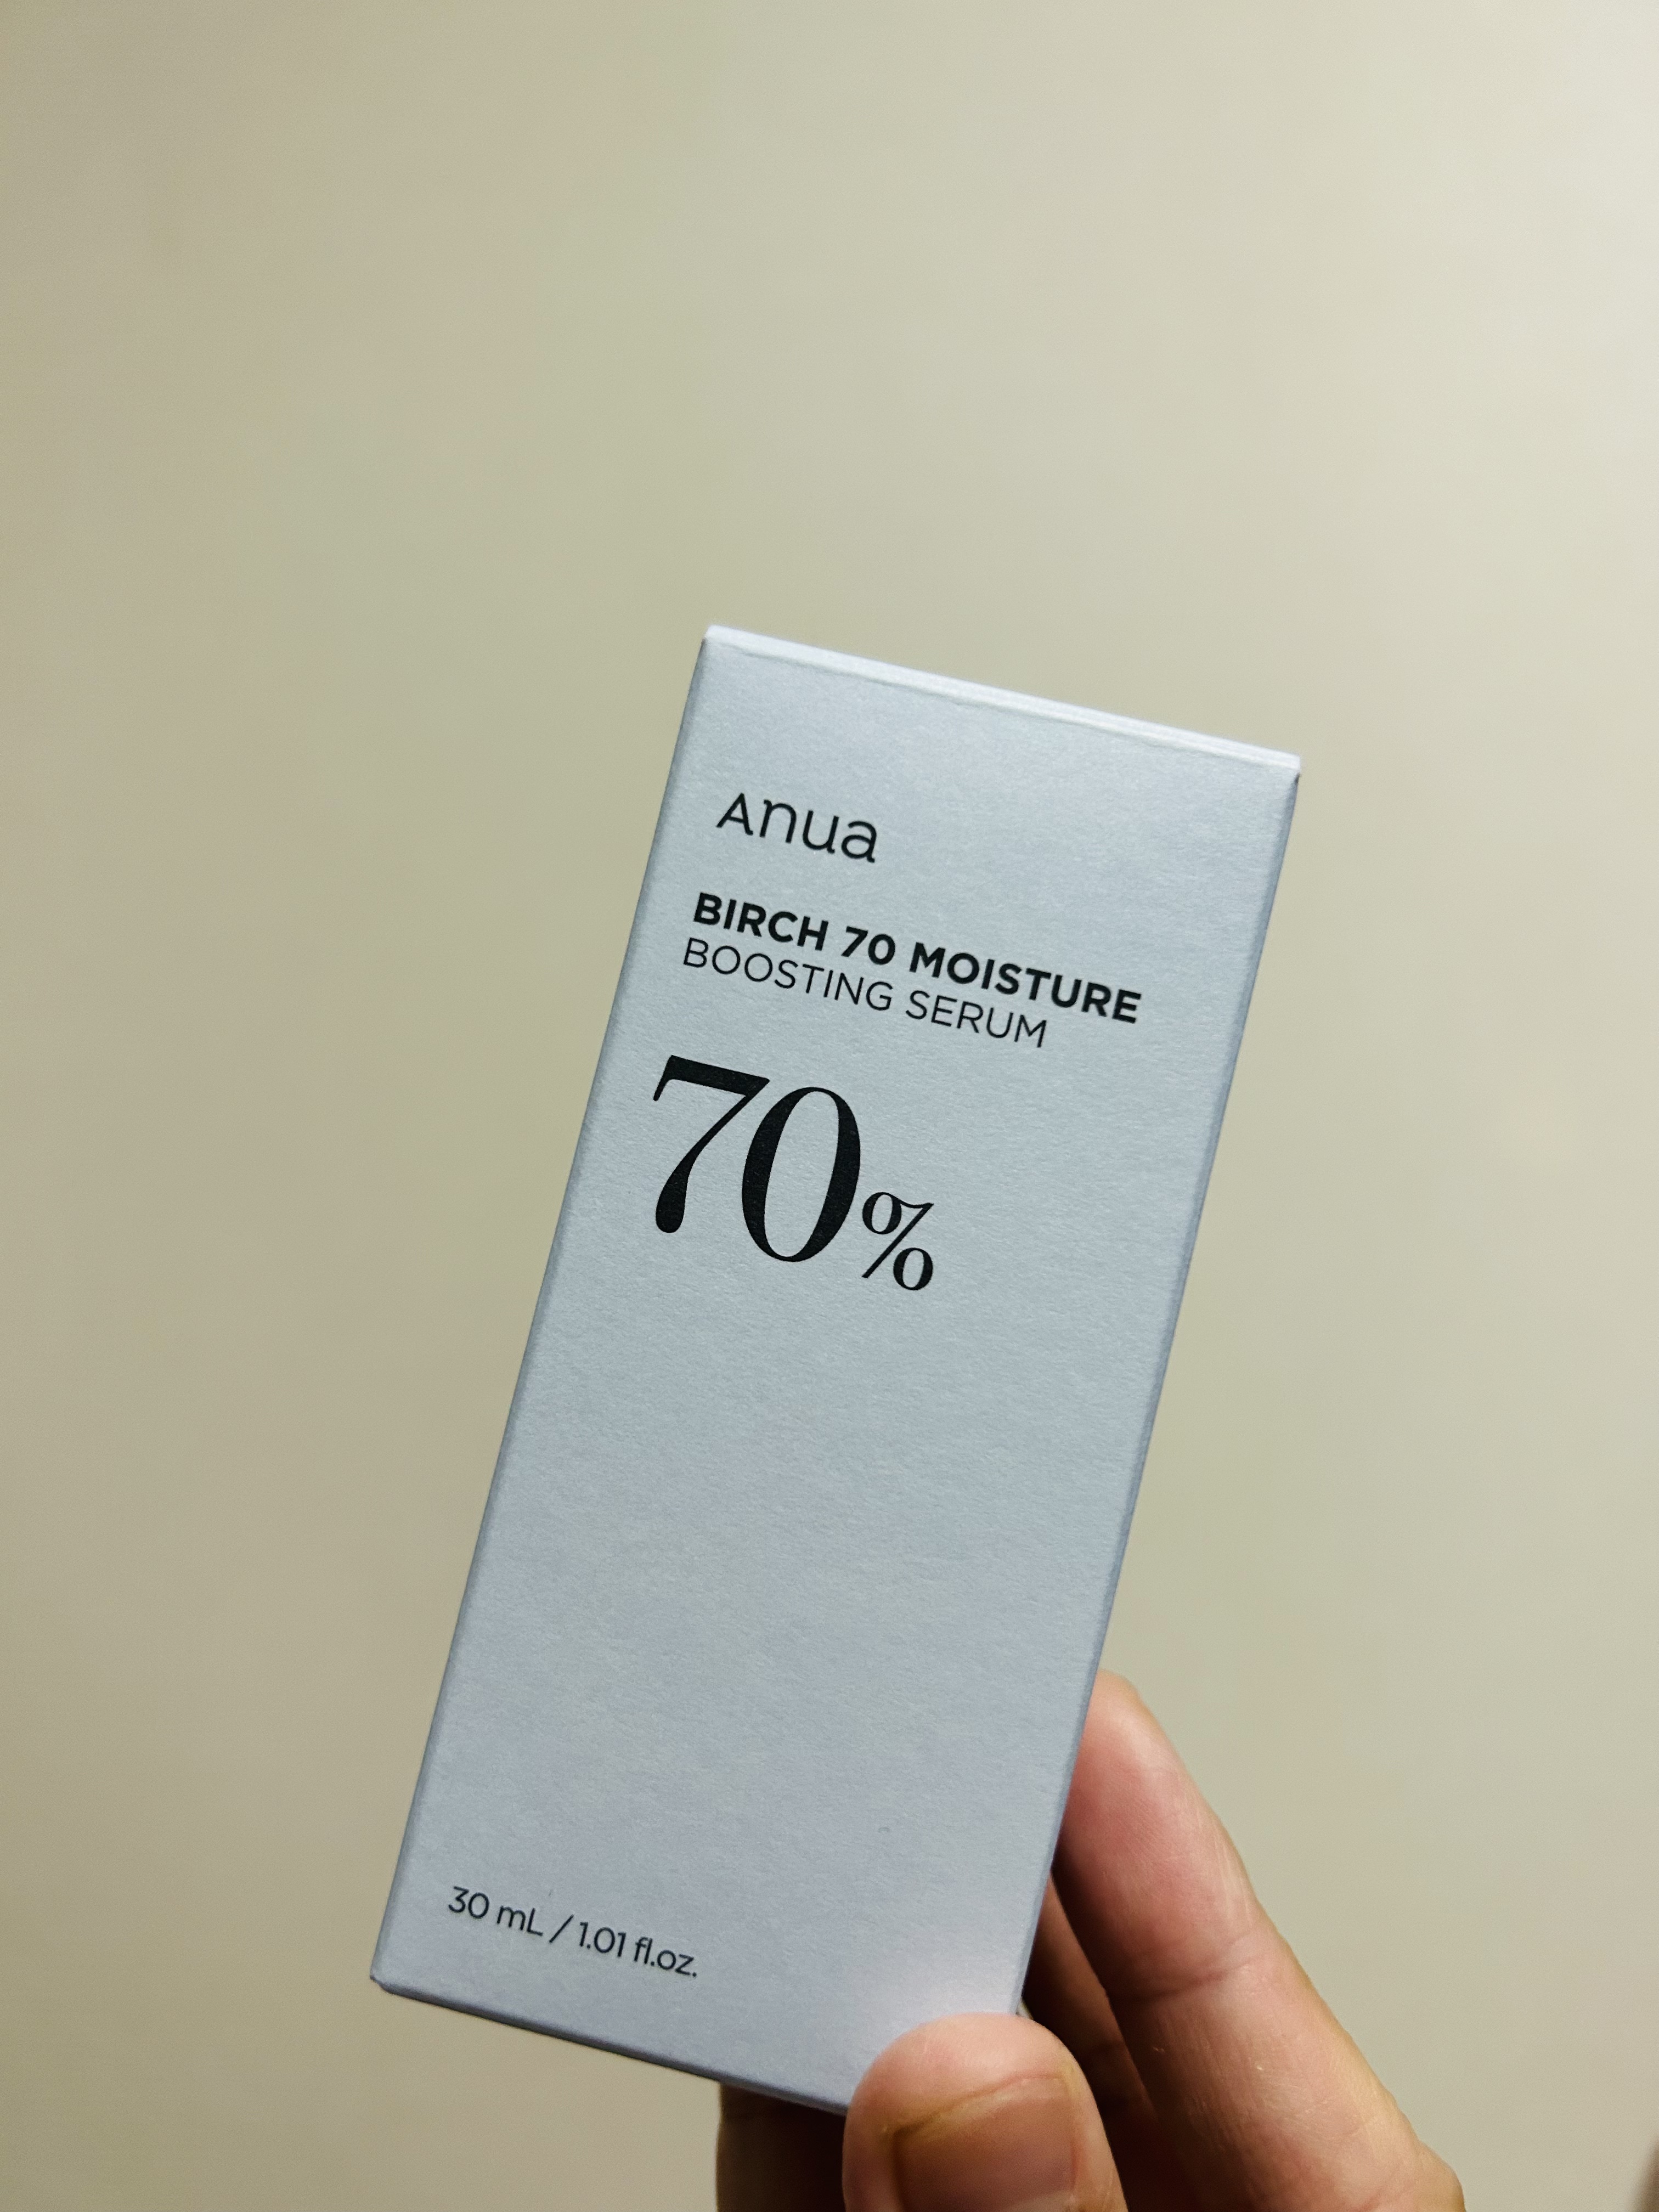 Anua
BIRCH 70 MOISTURE
BOOSTING SERUM
70%
30 mL / 1.01 fl.oz.